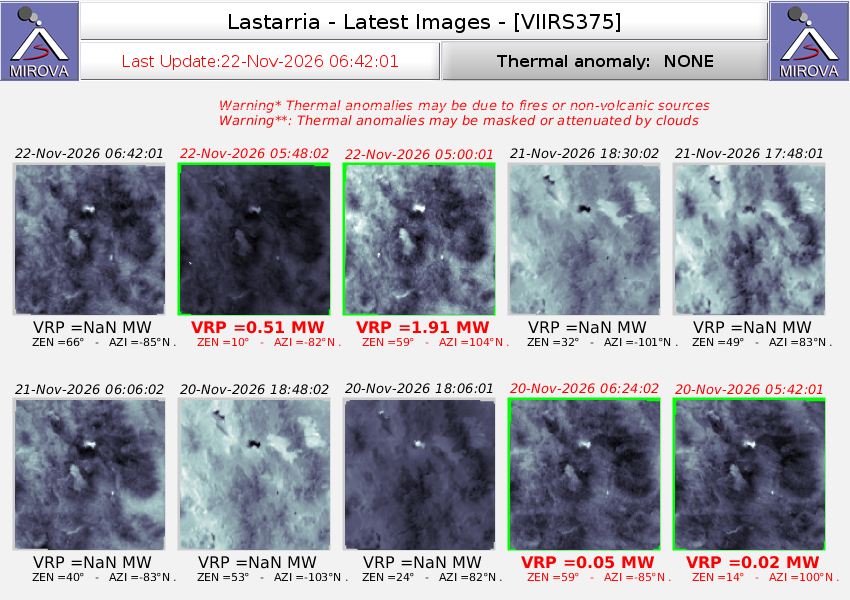 MIROVA
Lastarria - Latest Images - [VIIRS375]
MIROVA
Last Update:22-Nov-2026 06:42:01
Thermal anomaly: NONE
Warning* Thermal anomalies may be due to fires or non-volcanic sources
Warning**: Thermal anomalies may be masked or attenuated by clouds
22-Nov-2026 06:42:01
22-Nov-2026 05:48:02
22-Nov-2026 05:00:01
21-Nov-2026 18:30:02
21-Nov-2026 17:48:01
VRP =NaN MW
VRP =0.51 MW
VRP =1.91 MW
VRP =NaN MW
VRP =NaN MW
ZEN =66° - AZI =-85°N .
ZEN =10° - AZI =-82°N .
ZEN =59° - AZI =104°N .
ZEN =32° - AZI =-101°N .
ZEN =49° - AZI =83°N .
21-Nov-2026 06:06:02
20-Nov-2026 18:48:02
20-Nov-2026 18:06:01
20-Nov-2026 06:24:02
20-Nov-2026 05:42:01
VRP =NaN MW
VRP =NaN MW
VRP =NaN MW
VRP =0.05 MW
VRP =0.02 MW
ZEN =40° - AZI =-83°N .
ZEN =53° - AZI =-103°N .
ZEN =24° - AZI =82°N .
ZEN =59° - AZI =-85°N .
ZEN =14° - AZI =100°N .